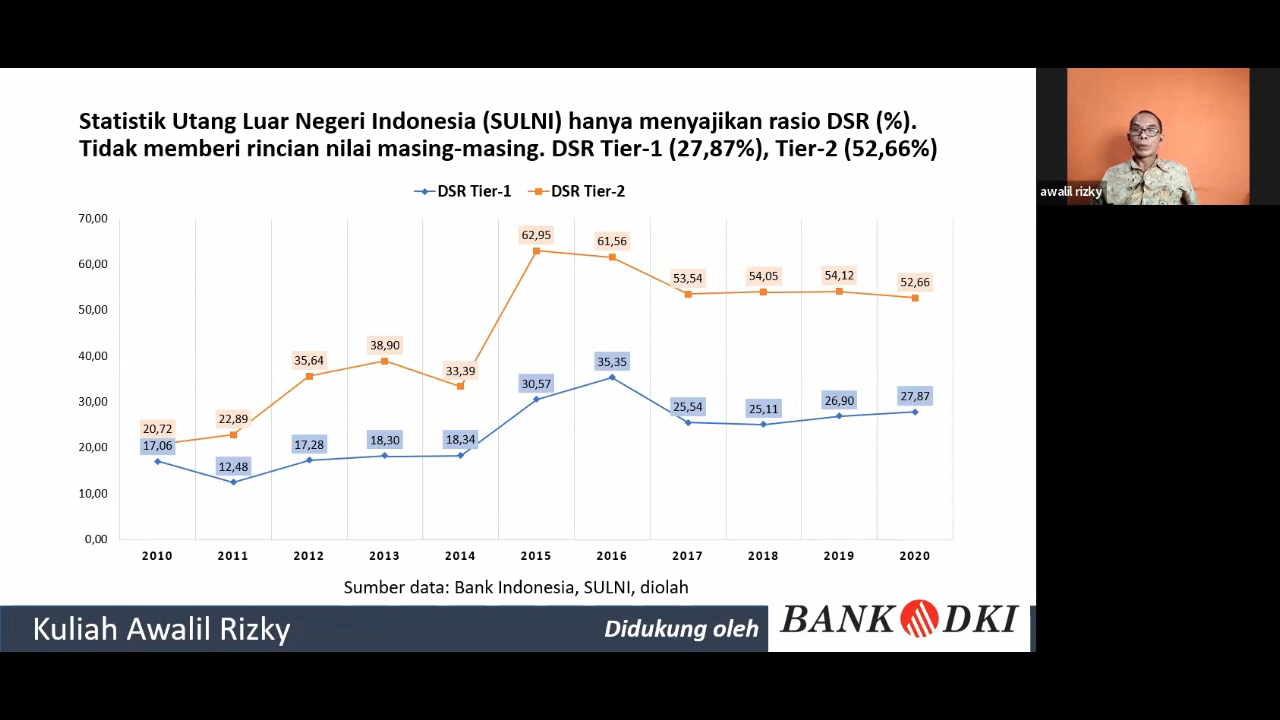 Statistik Utang Luar Negeri Indonesia (SULNI) hanya menyajikan rasio DSR (%).
Tidak memberi rincian nilai masing-masing. DSR Tier-1 (27,87%), Tier-2 (52,66%)
awalil rizky
DSR Tier-1 DSR Tier-2
70,00
60,00
50,00
40,00
30,00
20,00
10,00
0,00
20,72 22,89 35,64 38,90 33,39 62,95 61,56 53,54 54,05 54,12 52,66
17,06 12,48 17,28 18,30 18,34 30,57 35,35 25,54 25,11 26,90 27,87
2010 2011 2012 2013 2014 2015 2016 2017 2018 2019 2020
Sumber data: Bank Indonesia, SULNI, diolah
Kuliah Awalil Rizky
Didukung oleh
BANK DKI